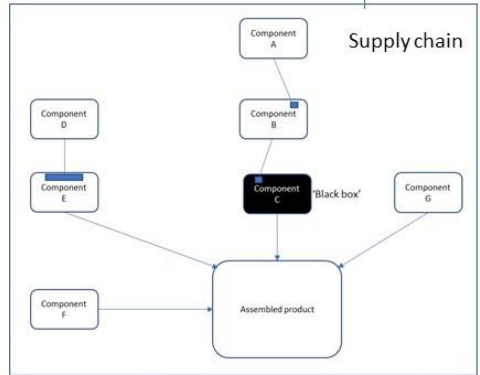 Supply chain
Component
A
Component
D
Component
B
Component
E
Component
C
'Black box'
Component
G
Component
F
Assembled product